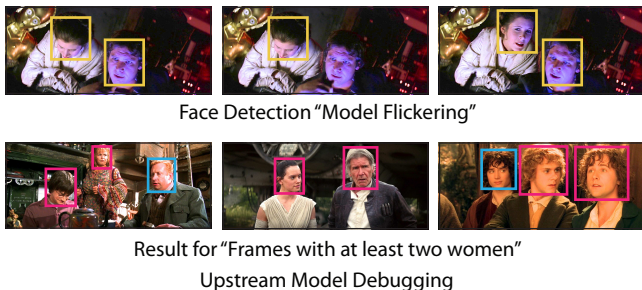 Face Detection “Model Flickering”
Result for “Frames with at least two women”
Upstream Model Debugging